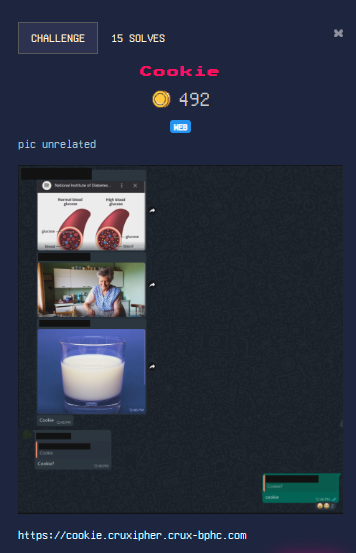 CHALLENGE
15 SOLVES
×
Cookie
492
WEB
pic unrelated
National Institute of Diabetes...
Normal blood
glucose
High blood
glucose
glucose
blood
Cookie
Cookie
Cookie?
Cookie?
cookie
https://cookie.cruxipher.crux-bphc.com